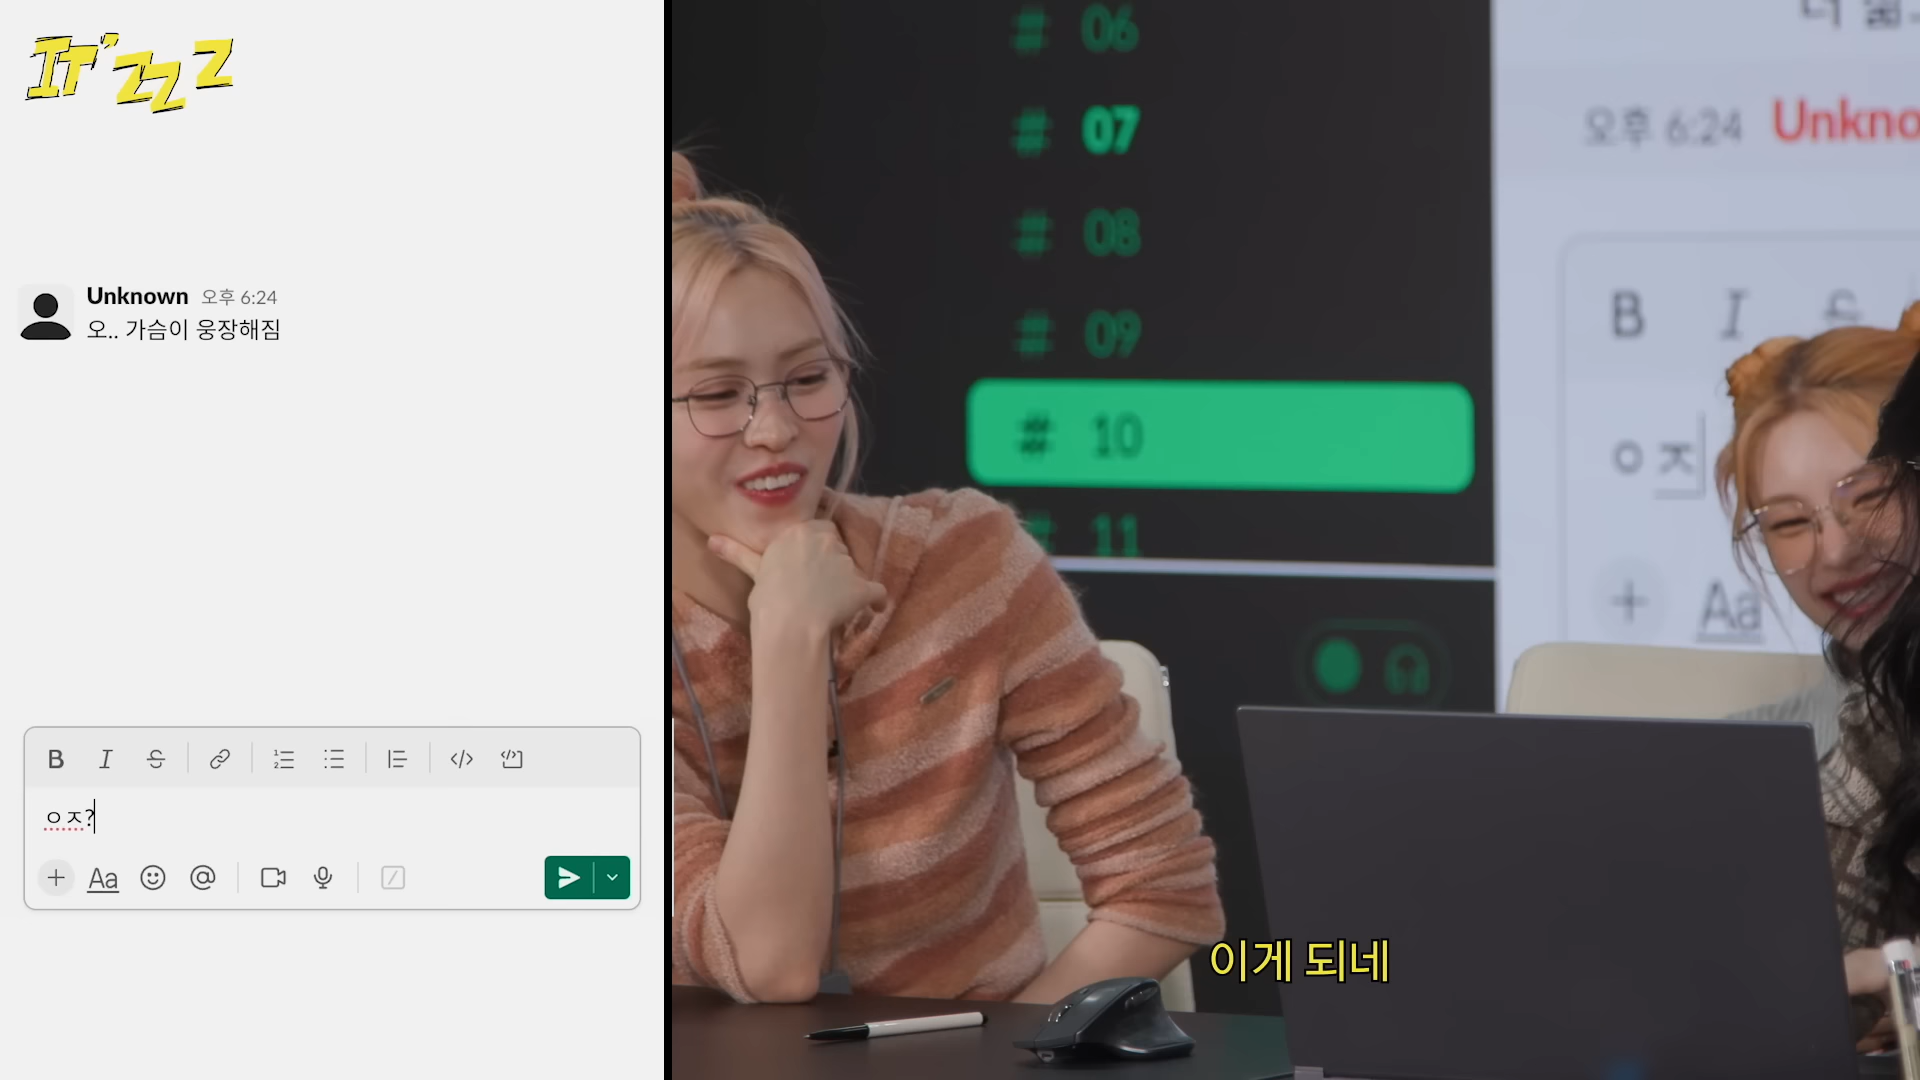 IT'ZZZ
Unknown 오후 6:24
오.. 가슴이 웅장해짐
B I S
ㅇㅈ?
+ Aa @
# 06
# 07
# 08
# 09
# 10
# 11
오후 6:24
B I S
ㅇㅈ
+ Aa
이게 되네